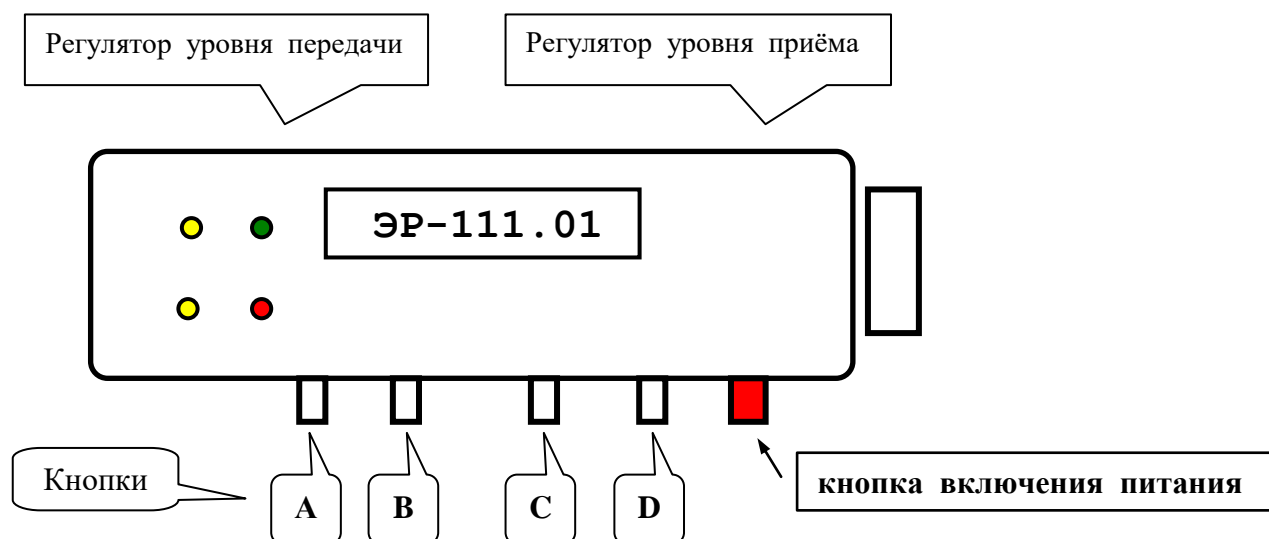 Регулятор уровня передачи
Регулятор уровня приёма
ЭР-111.01
Кнопки
A
B
C
D
кнопка включения питания